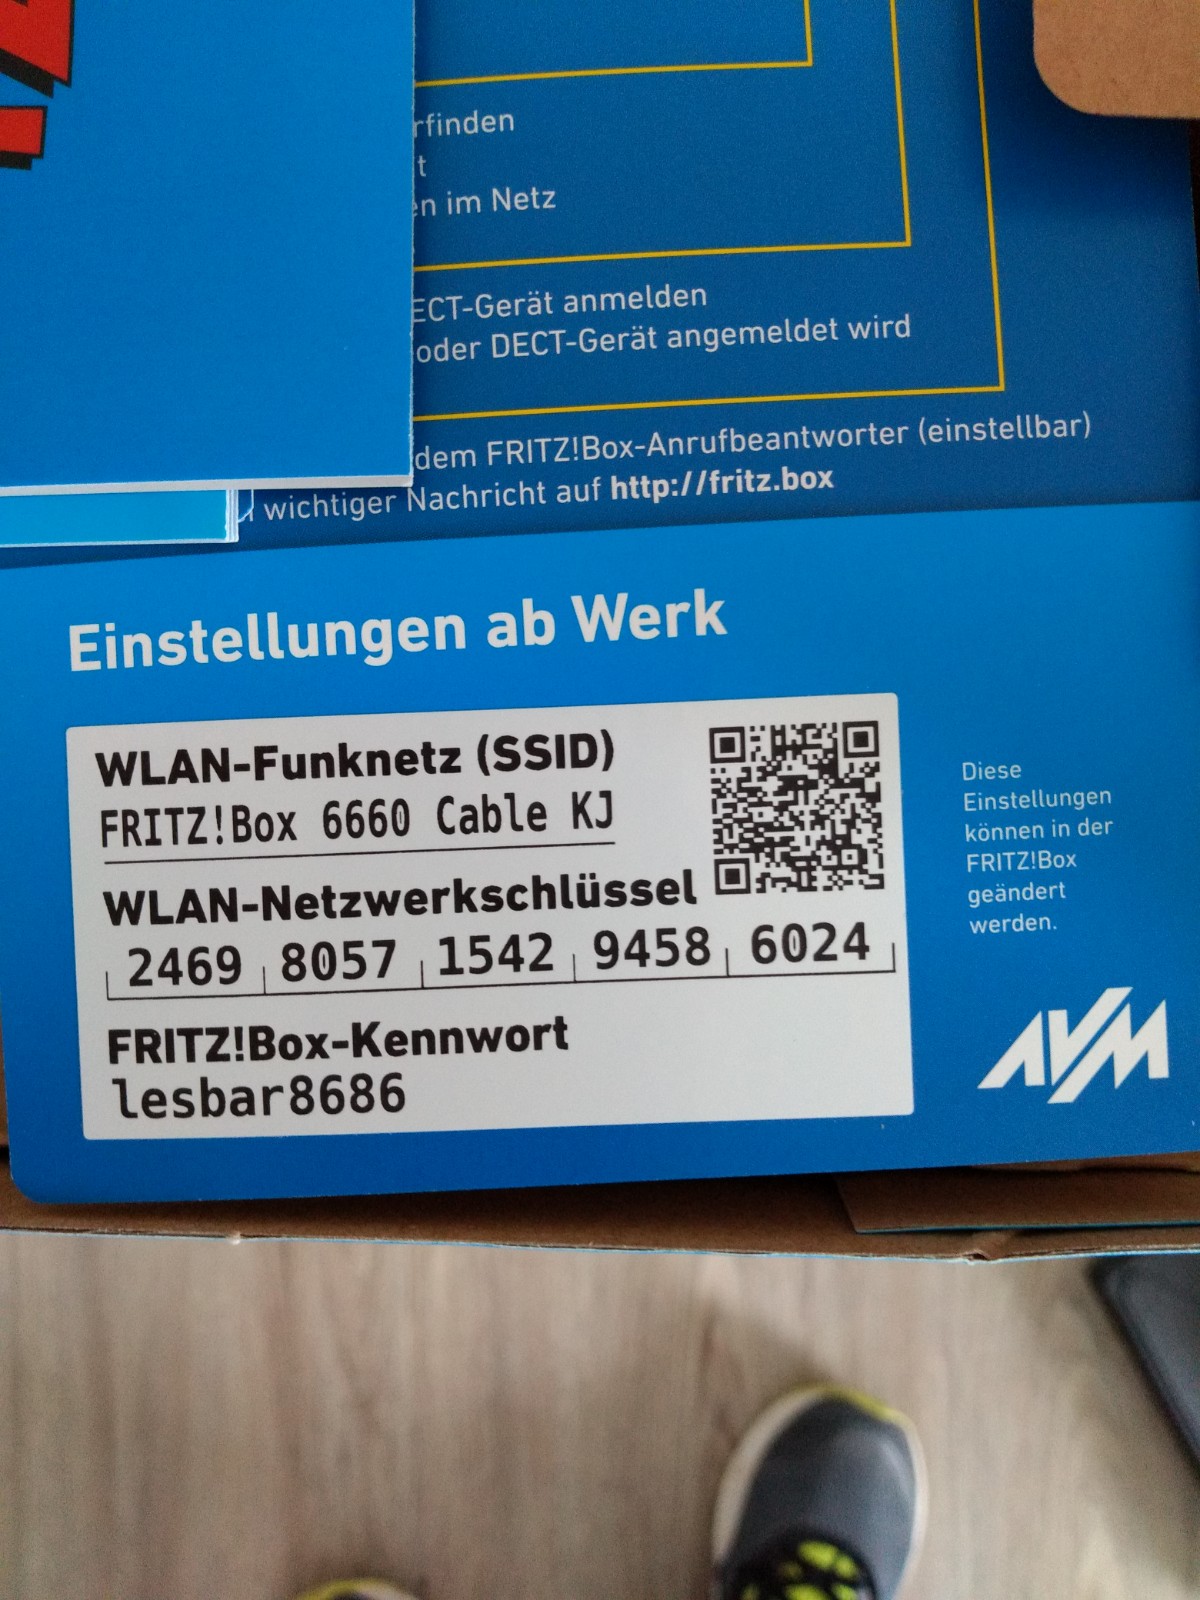 rfinden
t
en im Netz
ECT-Gerät anmelden
oder DECT-Gerät angemeldet wird
dem FRITZ!Box-Anrufbeantworter (einstellbar)
wichtiger Nachricht auf http://fritz.box
Einstellungen ab Werk
WLAN-Funknetz (SSID)
FRITZ!Box 6660 Cable KJ
WLAN-Netzwerkschlüssel
2469 8057 1542 9458 6024
FRITZ!Box-Kennwort
lesbar8686
Diese
Einstellungen
können in der
FRITZ!Box
geändert
werden.
AVM